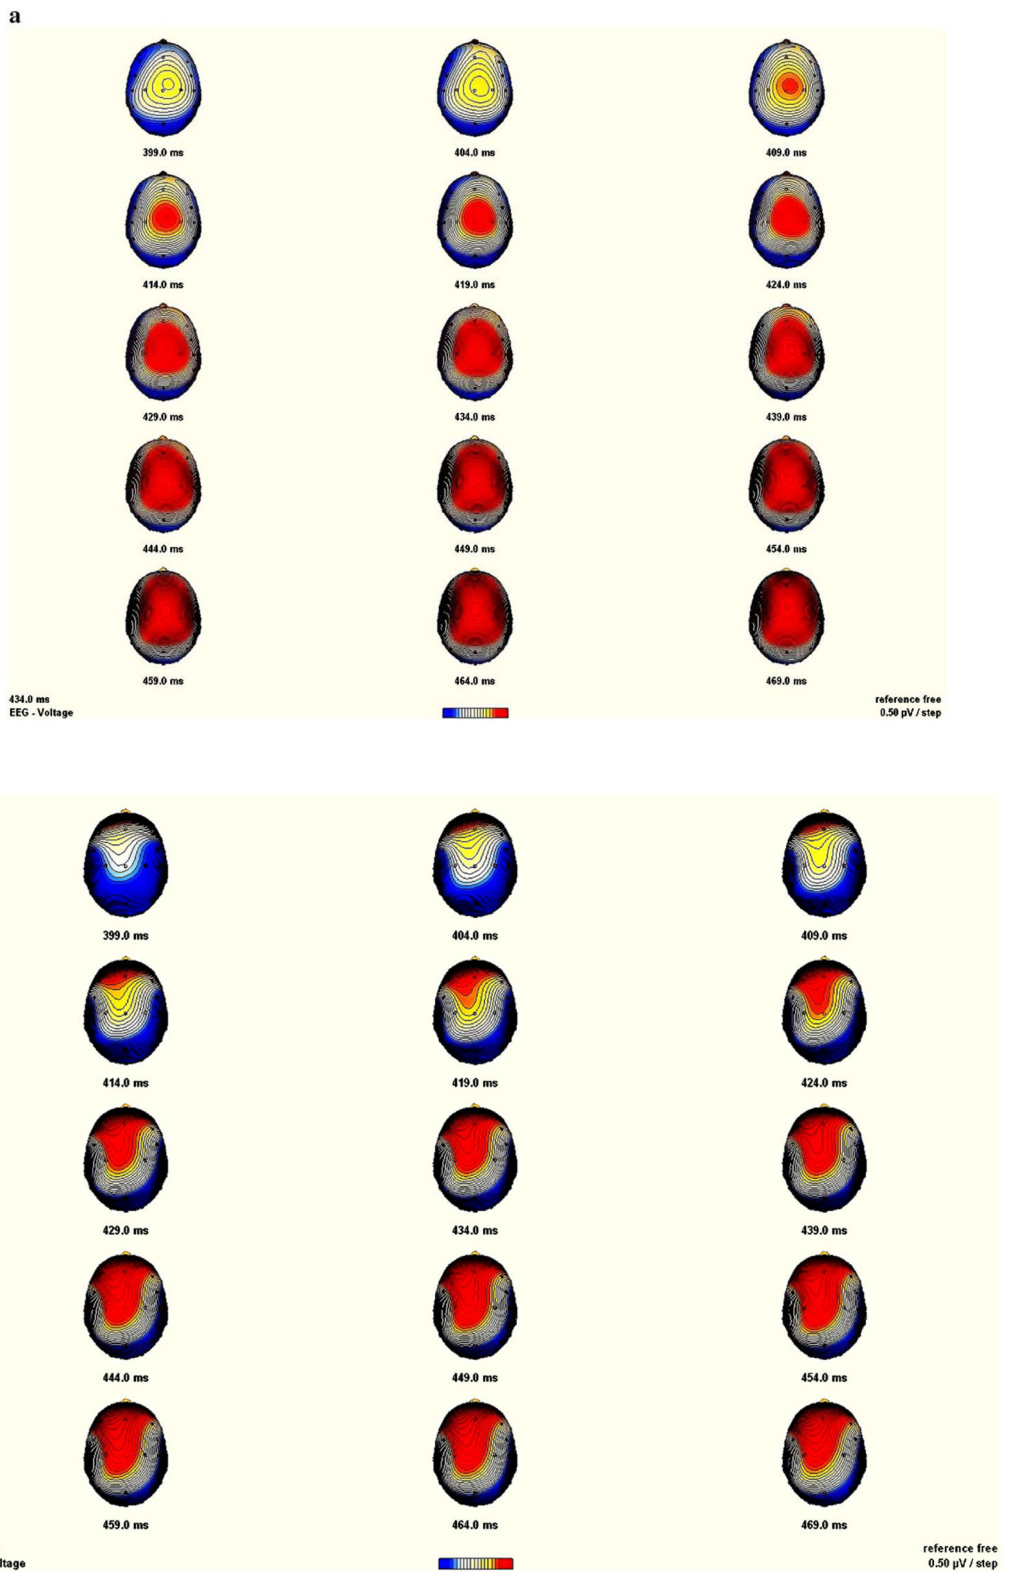 a
399.0 ms 404.0 ms 409.0 ms
414.0 ms 419.0 ms 424.0 ms
429.0 ms 434.0 ms 439.0 ms
444.0 ms 449.0 ms 454.0 ms
459.0 ms 464.0 ms 469.0 ms
434.0 ms reference free
EEG - Voltage 0.50 µV / step
399.0 ms 404.0 ms 409.0 ms
414.0 ms 419.0 ms 424.0 ms
429.0 ms 434.0 ms 439.0 ms
444.0 ms 449.0 ms 454.0 ms
459.0 ms 464.0 ms 469.0 ms
reference free
ltage 0.50 µV / step